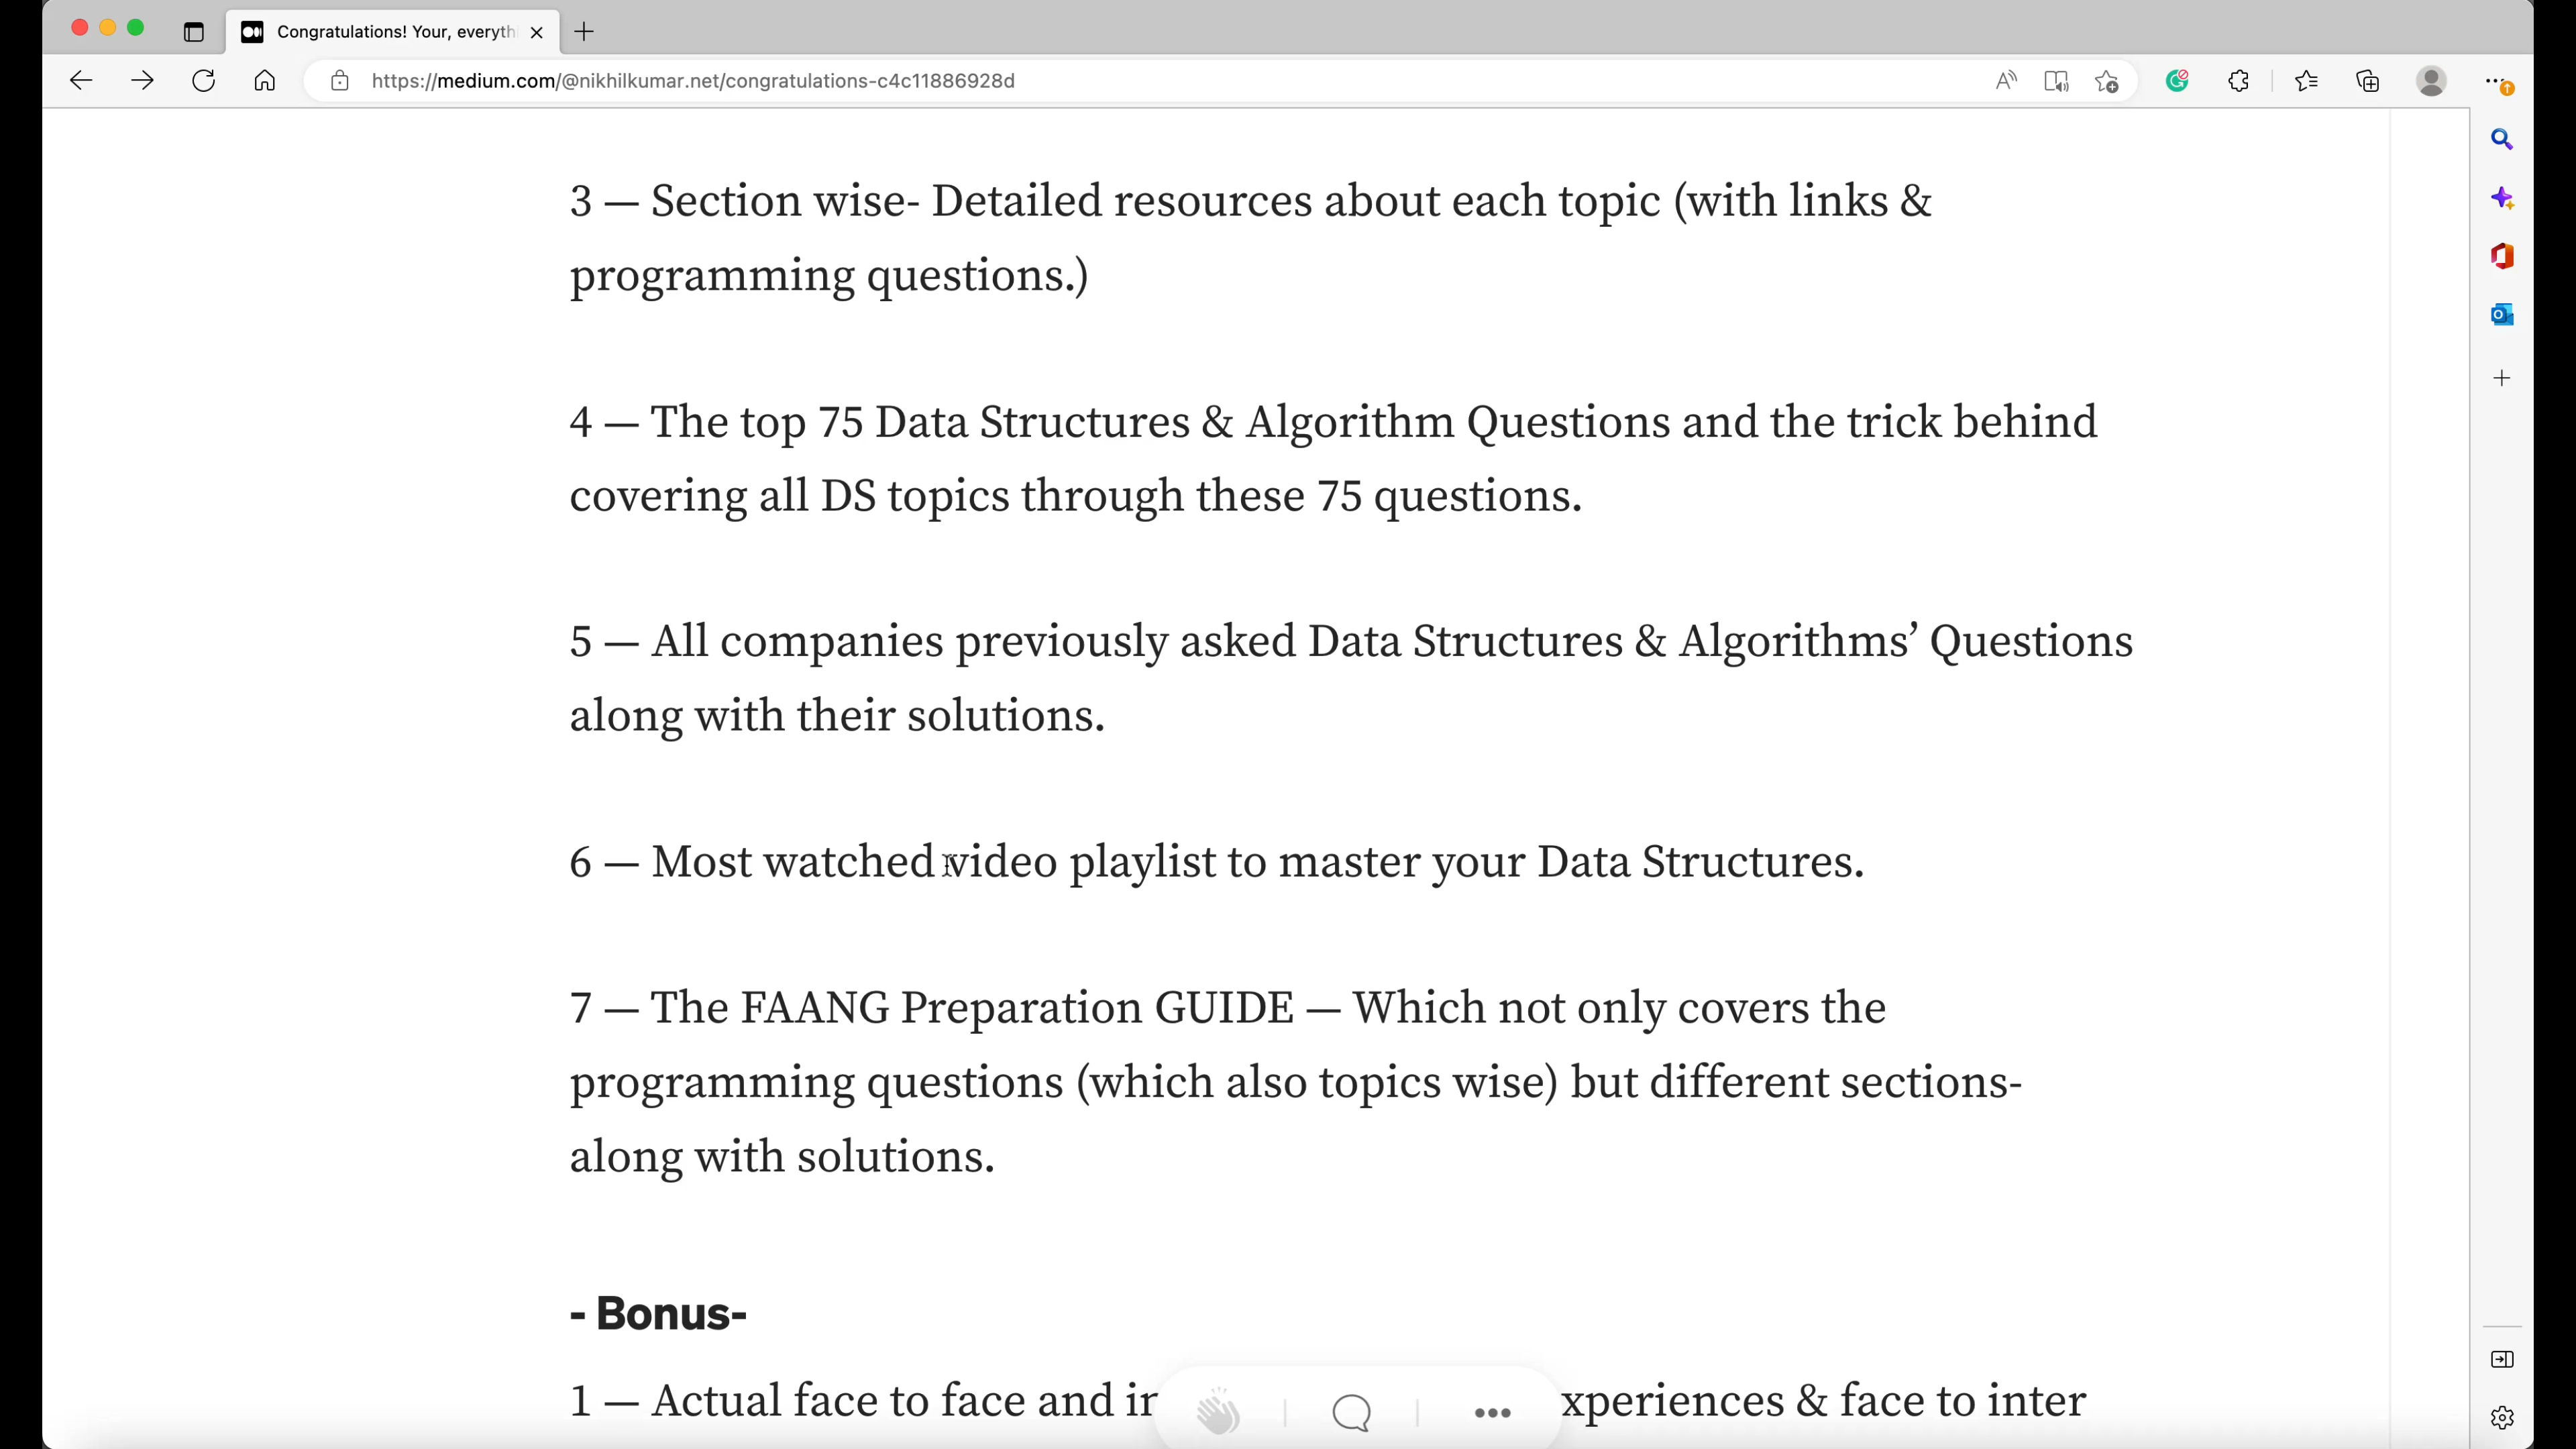 Congratulations! Your, everyth
https://medium.com/@nikhilkumar.net/congratulations-c4c11886928d
3 — Section wise- Detailed resources about each topic (with links &
programming questions.)
4 — The top 75 Data Structures & Algorithm Questions and the trick behind
covering all DS topics through these 75 questions.
5 — All companies previously asked Data Structures & Algorithms’ Questions
along with their solutions.
6 — Most watched video playlist to master your Data Structures.
7 — The FAANG Preparation GUIDE — Which not only covers the
programming questions (which also topics wise) but different sections-
along with solutions.
- Bonus-
1 — Actual face to face and xperiences & face to inter